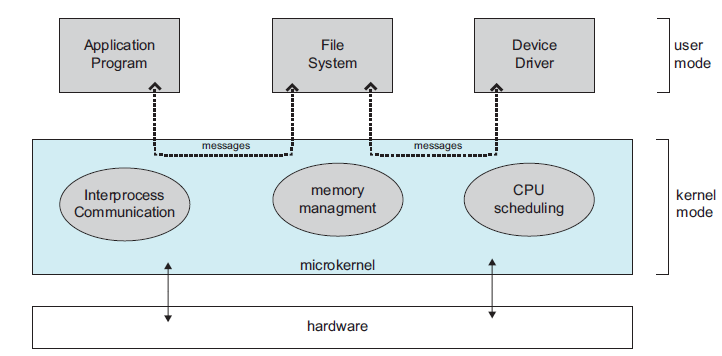 Application
Program
File
System
Device
Driver
user
mode
messages
messages
Interprocess
Communication
memory
managment
CPU
scheduling
kernel
mode
microkernel
hardware